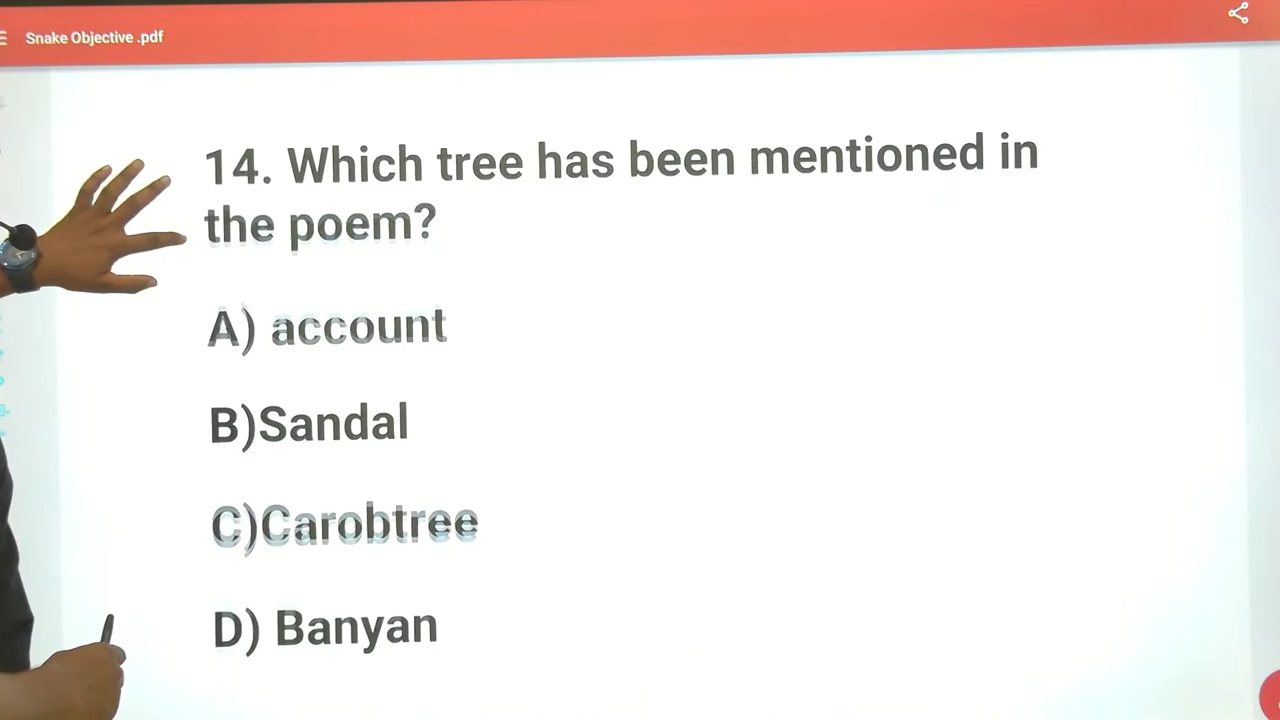 Snake Objective .pdf
14. Which tree has been mentioned in
the poem?
A) account
B)Sandal
C)Carobtree
D) Banyan